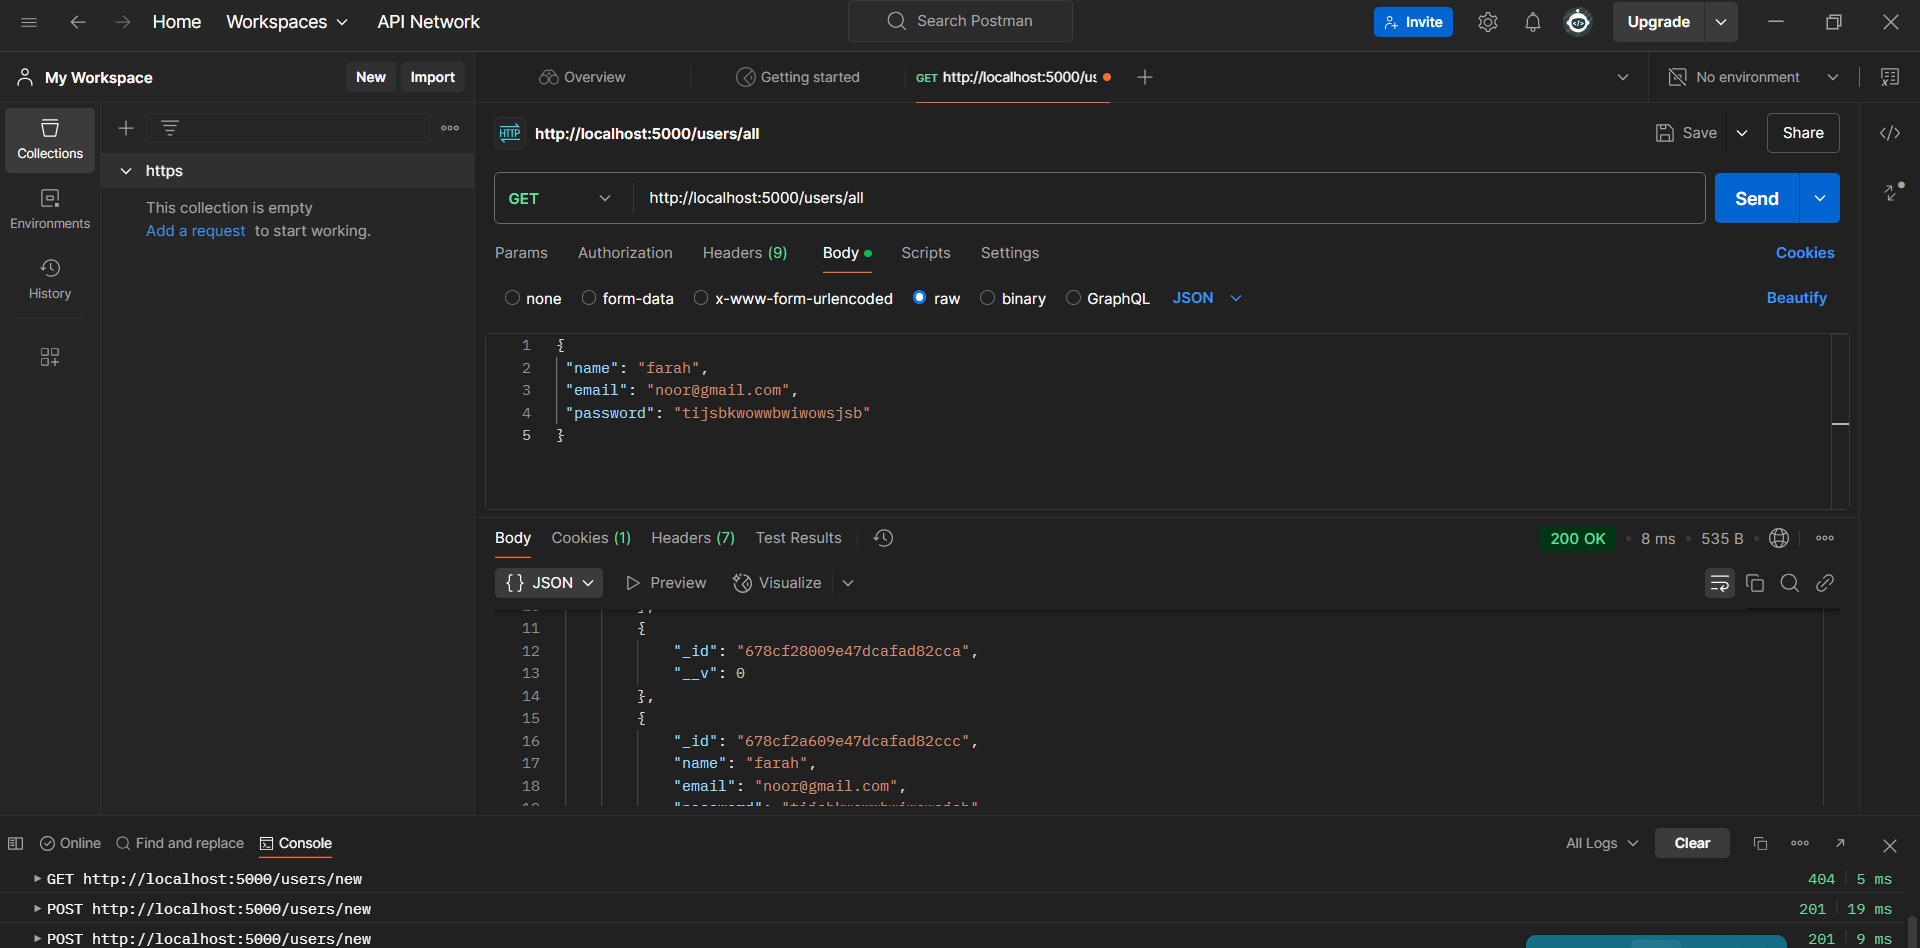 Home Workspaces API Network Search Postman Invite Upgrade
My Workspace New Import Overview Getting started GET http://localhost:5000/us No environment
Collections
Environments
History
https
This collection is empty
Add a request to start working.
HTTP http://localhost:5000/users/all Save Share
GET http://localhost:5000/users/all Send
Params Authorization Headers (9) Body Scripts Settings Cookies
none form-data x-www-form-urlencoded raw binary GraphQL JSON Beautify
1 {
2 "name": "farah",
3 "email": "noor@gmail.com",
4 "password": "tijsbkwowwbwiwowsjsb"
5 }
Body Cookies (1) Headers (7) Test Results 200 OK • 8 ms • 535 B
{} JSON Preview Visualize
11 {
12 "_id": "678cf28009e47dcafad82cca",
13 "__v": 0
14 },
15 {
16 "_id": "678cf2a609e47dcafad82ccc",
17 "name": "farah",
18 "email": "noor@gmail.com",
Online Find and replace Console All Logs Clear
GET http://localhost:5000/users/new 404 5 ms
POST http://localhost:5000/users/new 201 19 ms
POST http://localhost:5000/users/new 201 9 ms